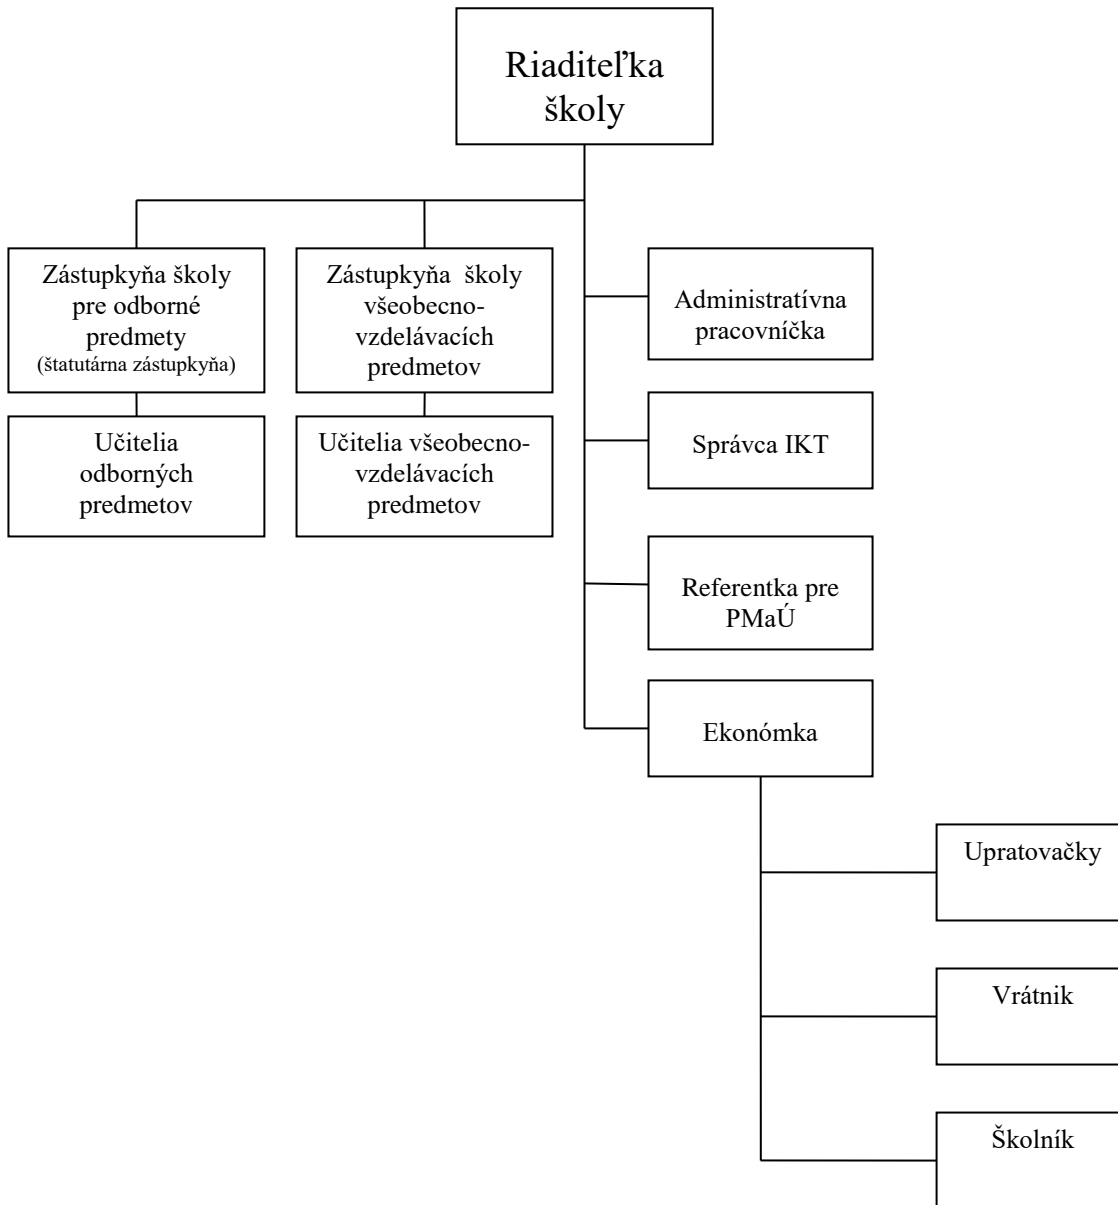 Riaditeľka
školy
Zástupkyňa školy
pre odborné
predmety
(štatutárna zástupkyňa)
Zástupkyňa  školy
všeobecno-
vzdelávacích
predmetov
Administratívna
pracovníčka
Učitelia
odborných
predmetov
Učitelia všeobecno-
vzdelávacích
predmetov
Správca IKT
Referentka pre
PMaÚ
Ekonómka
Upratovačky
Vrátnik
Školník